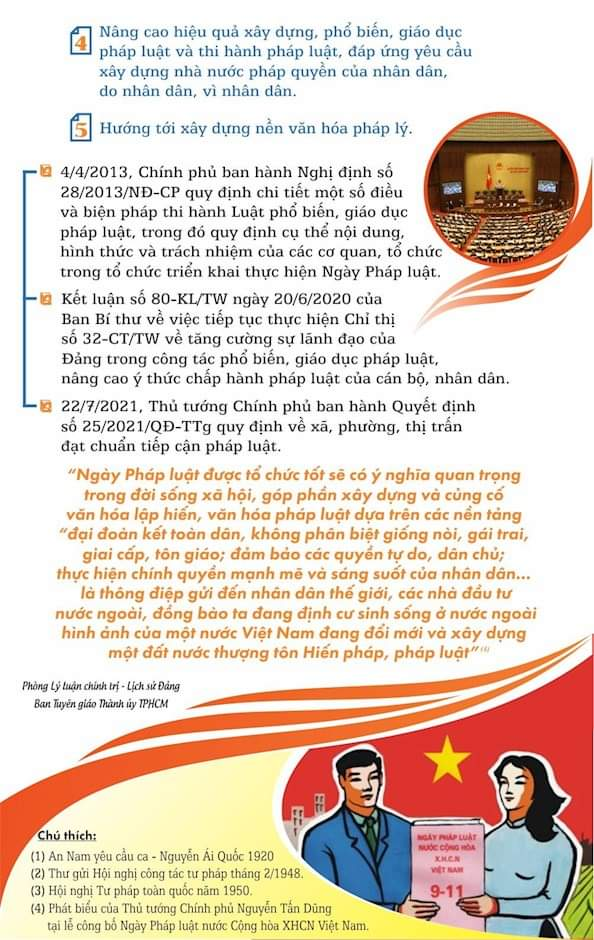 4 Nâng cao hiệu quả xây dựng, phổ biến, giáo dục
pháp luật và thi hành pháp luật, đáp ứng yêu cầu
xây dựng nhà nước pháp quyền của nhân dân,
do nhân dân, vì nhân dân.
5 Hướng tới xây dựng nền văn hóa pháp lý.
4/4/2013, Chính phủ ban hành Nghị định số
28/2013/NĐ-CP quy định chi tiết một số điều
và biện pháp thi hành Luật phổ biến, giáo dục
pháp luật, trong đó quy định cụ thể nội dung,
hình thức và trách nhiệm của các cơ quan, tổ chức
trong tổ chức triển khai thực hiện Ngày Pháp luật.
Kết luận số 80-KL/TW ngày 20/6/2020 của
Ban Bí thư về việc tiếp tục thực hiện Chỉ thị
số 32-CT/TW về tăng cường sự lãnh đạo của
Đảng trong công tác phổ biến, giáo dục pháp luật,
nâng cao ý thức chấp hành pháp luật của cán bộ, nhân dân.
22/7/2021, Thủ tướng Chính phủ ban hành Quyết định
số 25/2021/QĐ-TTg quy định về xã, phường, thị trấn
đạt chuẩn tiếp cận pháp luật.
“Ngày Pháp luật được tổ chức tốt sẽ có ý nghĩa quan trọng
trong đời sống xã hội, góp phần xây dựng và củng cố
văn hóa lập hiến, văn hóa pháp luật dựa trên các nền tảng
“đại đoàn kết toàn dân, không phân biệt giống nòi, gái trai,
giai cấp, tôn giáo; đảm bảo các quyền tự do, dân chủ;
thực hiện chính quyền mạnh mẽ và sáng suốt của nhân dân...
là thông điệp gửi đến nhân dân thế giới, các nhà đầu tư
nước ngoài, đồng bào ta đang định cư sinh sống ở nước ngoài
hình ảnh của một nước Việt Nam đang đổi mới và xây dựng
một đất nước thượng tôn Hiến pháp, pháp luật” (4)
Phòng Lý luận chính trị - Lịch sử Đảng
Ban Tuyên giáo Thành ủy TPHCM
NGÀY PHÁP LUẬT
NƯỚC CỘNG HÒA
X.H.C.N
VIỆT NAM
9-11
Chú thích:
(1) An Nam yêu cầu ca - Nguyễn Ái Quốc 1920
(2) Thư gửi Hội nghị công tác tư pháp tháng 2/1948.
(3) Hội nghị Tư pháp toàn quốc năm 1950.
(4) Phát biểu của Thủ tướng Chính phủ Nguyễn Tấn Dũng
tại lễ công bố Ngày Pháp luật nước Cộng hòa XHCN Việt Nam.